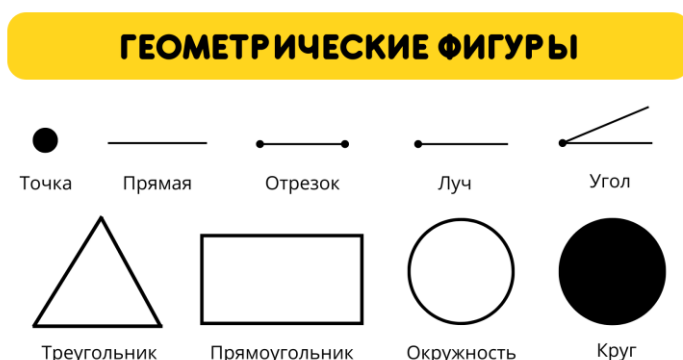 ГЕОМЕТРИЧЕСКИЕ ФИГУРЫ
Точка Прямая Отрезок Луч Угол
Треугольник Прямоугольник Окружность Круг